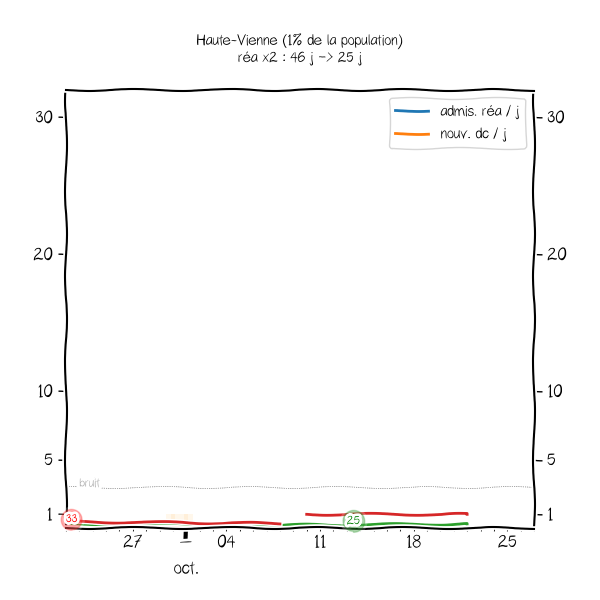 Haute-Vienne (1% de la population)
réa x2 : 46 j -> 25 j
admis. réa / j
nouv. dc / j
30 30
20 20
10 10
5 5
bruit
1 1
33
25
27 1 04 11 18 25
oct.